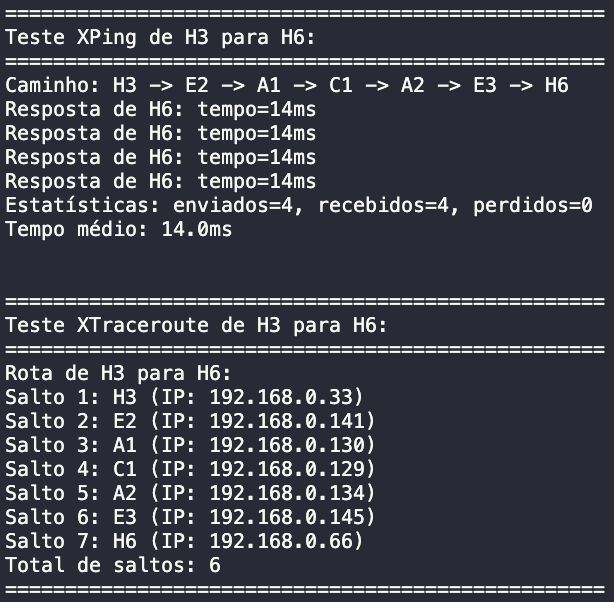 ==================================================
Teste XPing de H3 para H6:
==================================================
Caminho: H3 -> E2 -> A1 -> C1 -> A2 -> E3 -> H6
Resposta de H6: tempo=14ms
Resposta de H6: tempo=14ms
Resposta de H6: tempo=14ms
Resposta de H6: tempo=14ms
Estatísticas: enviados=4, recebidos=4, perdidos=0
Tempo médio: 14.0ms
==================================================
Teste XTraceroute de H3 para H6:
==================================================
Rota de H3 para H6:
Salto 1: H3 (IP: 192.168.0.33)
Salto 2: E2 (IP: 192.168.0.141)
Salto 3: A1 (IP: 192.168.0.130)
Salto 4: C1 (IP: 192.168.0.129)
Salto 5: A2 (IP: 192.168.0.134)
Salto 6: E3 (IP: 192.168.0.145)
Salto 7: H6 (IP: 192.168.0.66)
Total de saltos: 6
==================================================